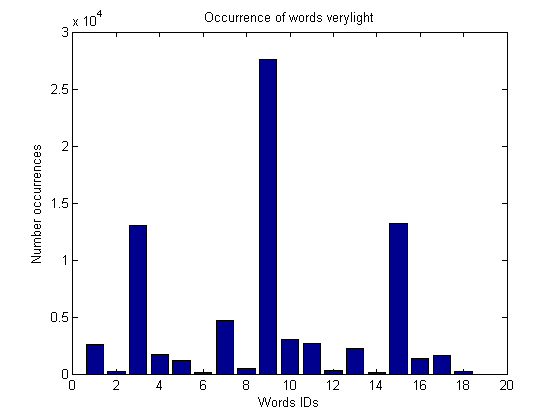 Occurrence of words verylight
x 10^4
3
2.5
2
1.5
1
0.5
0
Number occurrences
0 2 4 6 8 10 12 14 16 18 20
Words IDs